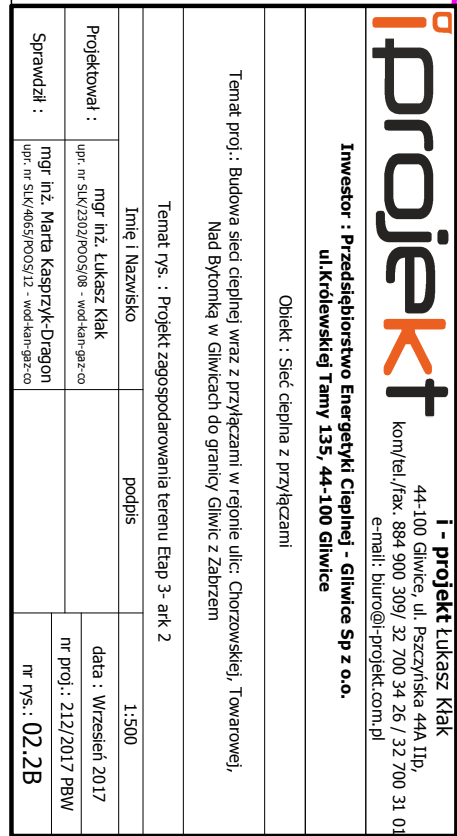 i projekt
i - projekt Łukasz Kłak
44-100 Gliwice, ul. Pszczyńska 44A IIp,
kom/tel./fax. 884 900 309/ 32 700 34 26 / 32 700 31 01
e-mail: biuro@i-projekt.com.pl
Inwestor : Przedsiębiorstwo Energetyki Cieplnej - Gliwice Sp z o.o.
ul.Królewskiej Tamy 135, 44-100 Gliwice
Obiekt : Sieć cieplna z przyłączami
Temat proj.: Budowa sieci cieplnej wraz z przyłączami w rejonie ulic: Chorzowskiej, Towarowej,
Nad Bytomką w Gliwicach do granicy Gliwic z Zabrzem
Temat rys. : Projekt zagospodarowania terenu Etap 3- ark 2
Imię i Nazwisko podpis 1:500
Projektował : mgr inż. Łukasz Kłak
upr. nr SLK/2302/POOS/08 - wod-kan-gaz-co
data : Wrzesień 2017
nr proj.: 212/2017 PBW
Sprawdził : mgr inż. Marta Kasprzyk-Dragon
upr. nr SLK/4065/POOS/12 - wod-kan-gaz-co
nr rys.: 02.2B